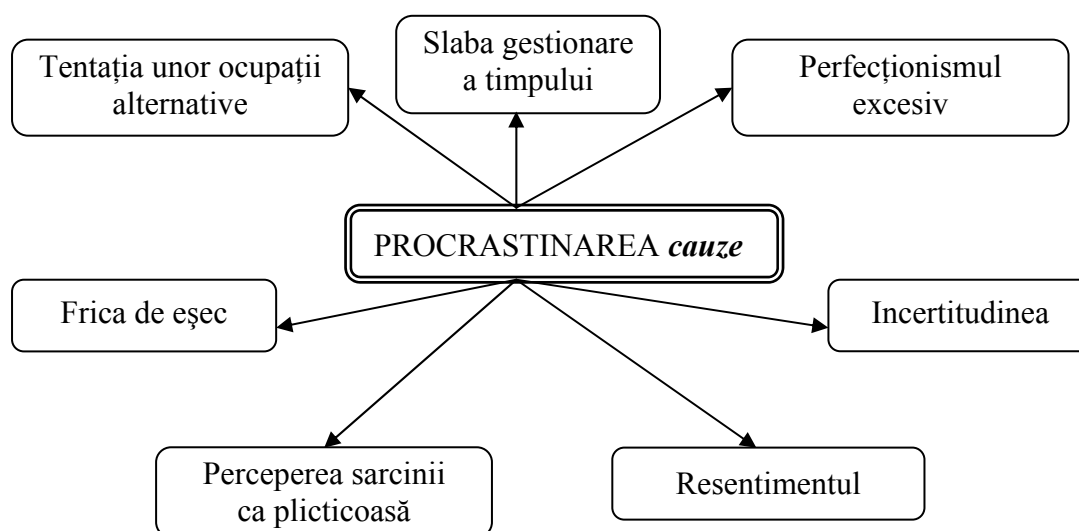 Tentația unor ocupații
alternative
Slaba gestionare
a timpului
Perfecționismul
excesiv
PROCRASTINAREA cauze
Frica de eşec
Incertitudinea
Perceperea sarcinii
ca plicticoasă
Resentimentul